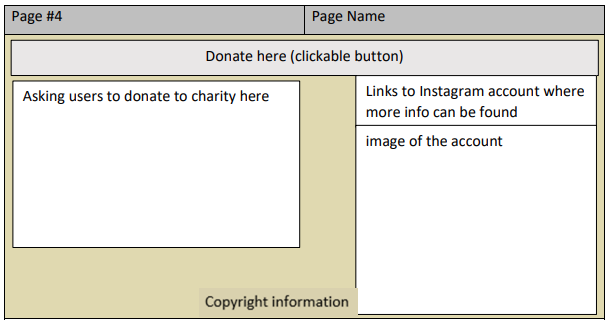 Page #4
Page Name
Donate here (clickable button)
Asking users to donate to charity here
Links to Instagram account where
more info can be found
image of the account
Copyright information